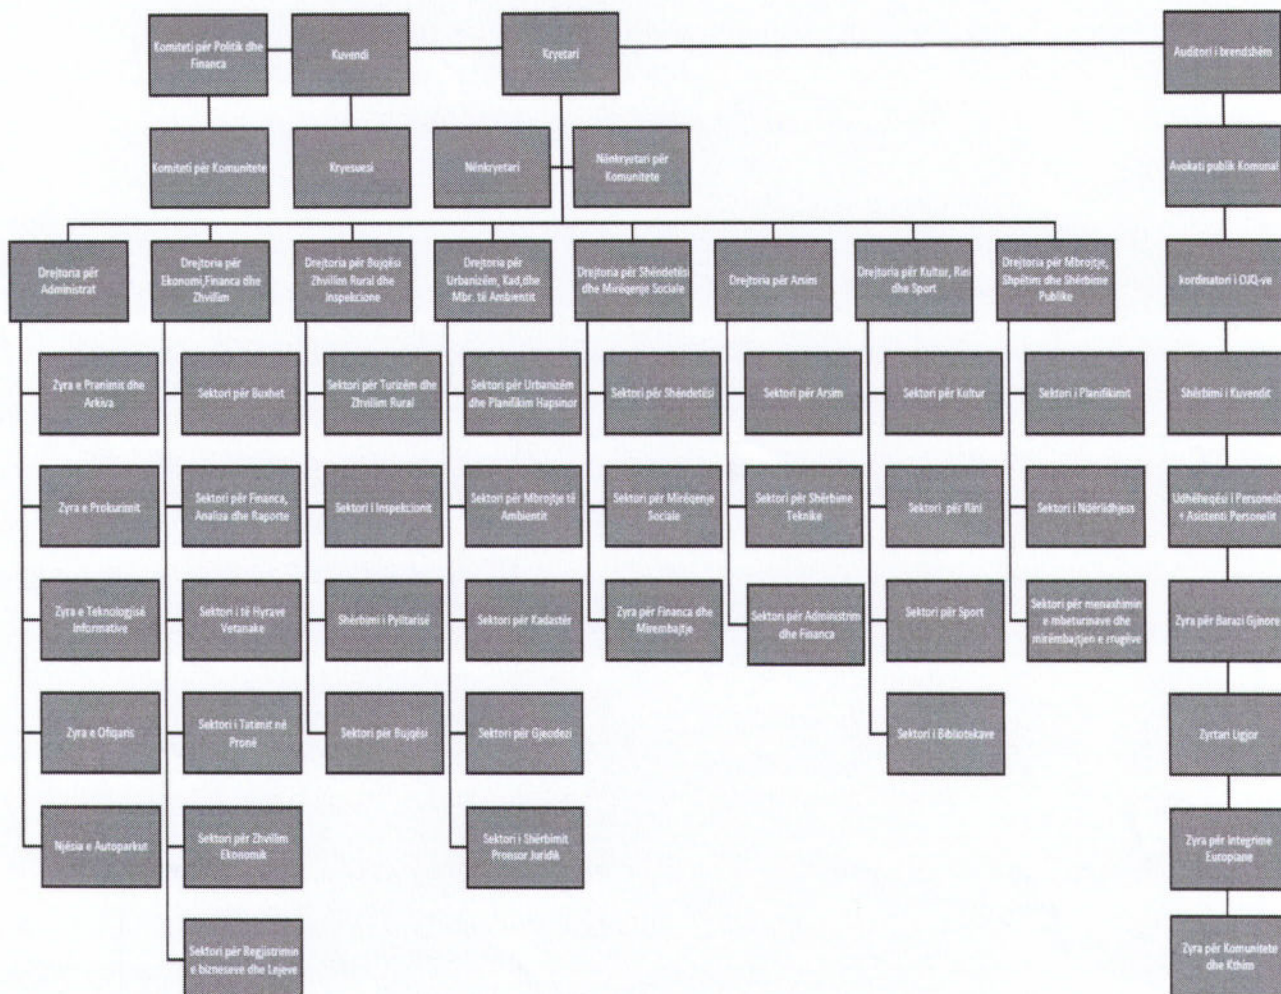 Komiteti për Politik dhe
Financa
Kuvendi
Kryetari
Auditori i brendshëm
Komiteti për Komunitete
Kryesuesi
Nënkryetari
Nënkryetari për
Komunitete
Avokati publik Komunal
Drejtoria për
Administrat
Drejtoria për
Ekonomi,Financa dhe
Zhvillim
Drejtoria për Bujqësi
Zhvillim Rural dhe
Inspekcione
Drejtoria për
Urbanizëm, Kad,dhe
Mbr. të Ambientit
Drejtoria për Shëndetësi
dhe Mirëqenje Sociale
Drejtoria për Arsim
Drejtoria për Kultur, Rini
dhe Sport
Drejtoria për Mbrojtje,
Shpëtim dhe Shërbime
Publike
kordinatori i OJQ-ve
Zyra e Pranimit dhe
Arkiva
Sektori për Buxhet
Sektori për Turizëm dhe
Zhvillim Rural
Sektori për Urbanizëm
dhe Planifikim Hapsinor
Sektori për Shëndetësi
Sektori për Arsim
Sektori për Kultur
Sektori i Planifikimit
Shërbimi i Kuvendit
Zyra e Prokurimit
Sektori për Financa,
Analiza dhe Raporte
Sektori i Inspekcionit
Sektori për Mbrojtje të
Ambientit
Sektori për Mirëqenje
Sociale
Sektori për Shërbime
Teknike
Sektori për Rini
Sektori i Ndërlidhjess
Udhëheqësi i Personelit
+ Asistenti Personelit
Zyra e Teknologjisë
Informative
Sektori i të Hyrave
Vetanake
Shërbimi i Pylltarisë
Sektori për Kadastër
Zyra për Financa dhe
Mirembajtje
Sektori për Administrim
dhe Financa
Sektori për Sport
Sektori për menaxhimin
e mbeturinave dhe
mirëmbajtjen e rrugëve
Zyra për Barazi Gjinore
Zyra e Ofiqaris
Sektori i Tatimit në
Pronë
Sektori për Bujqësi
Sektori për Gjeodezi
Sektori i Bibliotekave
Zyrtari Ligjor
Njësia e Autoparkut
Sektori për Zhvillim
Ekonomik
Sektori i Shërbimit
Pronsor Juridik
Zyra për Integrime
Europiane
Sektori për Regjistrimin
e bizneseve dhe Lejeve
Zyra për Komunitete
dhe Kthim